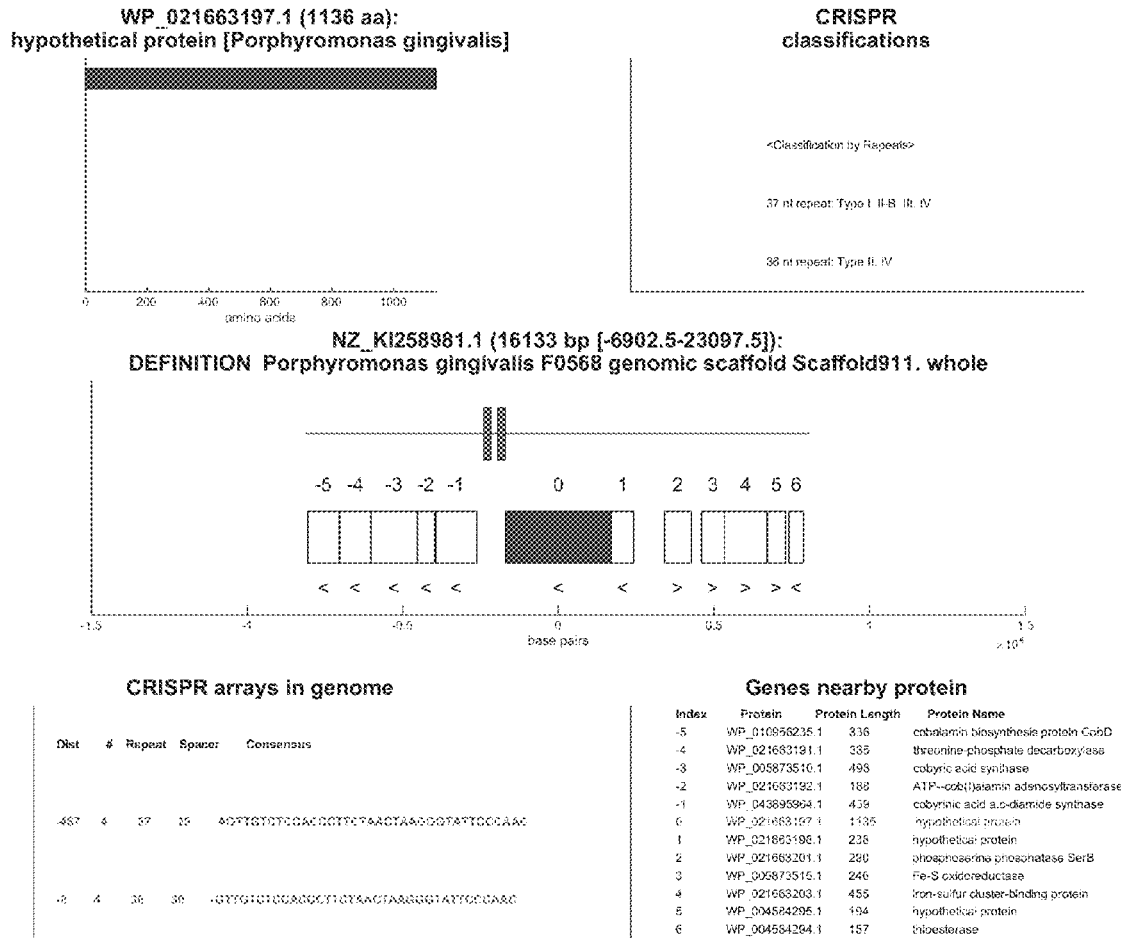 WP_021663197.1 (1136 aa):
hypothetical protein [Porphyromonas gingivalis]
CRISPR
classifications
<Classification by Repeats>
37 nt repeat: Type I, II-B, III, IV
36 nt repeat: Type II, IV
0 200 400 600 800 1000
amino acids
NZ_KI258981.1 (16133 bp [-6902.5-23097.5]):
DEFINITION Porphyromonas gingivalis F0568 genomic scaffold Scaffold911. whole
-5 -4 -3 -2 -1 0 1 2 3 4 5 6
< < < < < < < > > > > <
-1.5 -1 -0.5 0 0.5 1 1.5
base pairs
×10⁴
CRISPR arrays in genome
Dist # Repeat Spacer Consensus
4 37
-8 4 36 30
Genes nearby protein
Index Protein Protein Length Protein Name
-5 WP_010956235.1 336 cobalamin biosynthesis protein CobD
-4 WP_021663191.1 threonine-phosphate decarboxylase
-3 WP_005873510.1 493 cobyric acid synthase
-2 WP_021663192.1 188 ATP--cob(I)alamin adenosyltransferase
-1 WP_043895964.1 439 cobyrinic acid a,c-diamide synthase
0 WP_021663197.1 1135 hypothetical protein
1 WP_021663198.1 238 hypothetical protein
2 WP_021663201.1 280 phosphoserine phosphatase SerB
3 WP_005873515.1 246 Fe-S oxidoreductase
4 WP_021663203.1 455 iron-sulfur cluster-binding protein
5 WP_004584295.1 194 hypothetical protein
6 WP_004584294.1 157 thioesterase